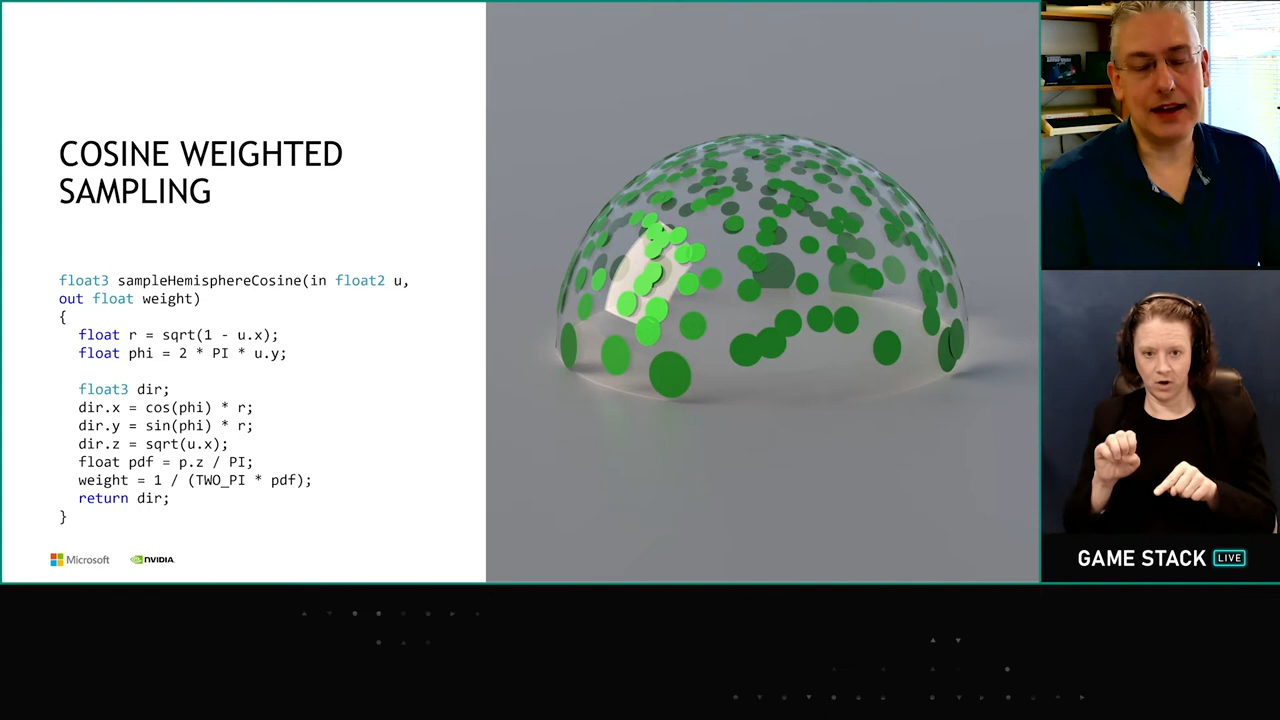 COSINE WEIGHTED
SAMPLING
float3 sampleHemisphereCosine(in float2 u,
out float weight)
{
float r = sqrt(1 - u.x);
float phi = 2 * PI * u.y;
float3 dir;
dir.x = cos(phi) * r;
dir.y = sin(phi) * r;
dir.z = sqrt(u.x);
float pdf = p.z / PI;
weight = 1 / (TWO_PI * pdf);
return dir;
}
Microsoft
NVIDIA
GAME STACK LIVE